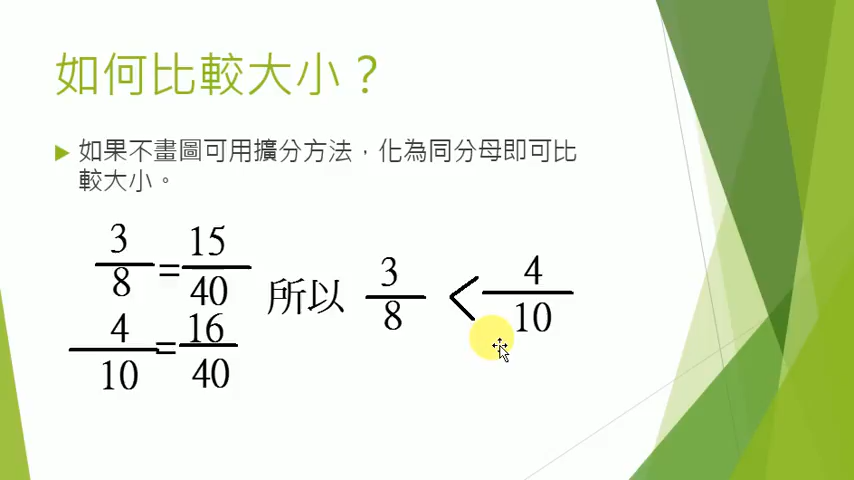 如何比較大小？
如果不畫圖可用擴分方法，化為同分母即可比
較大小。
3/8 = 15/40
4/10 = 16/40
所以 3/8 < 4/10